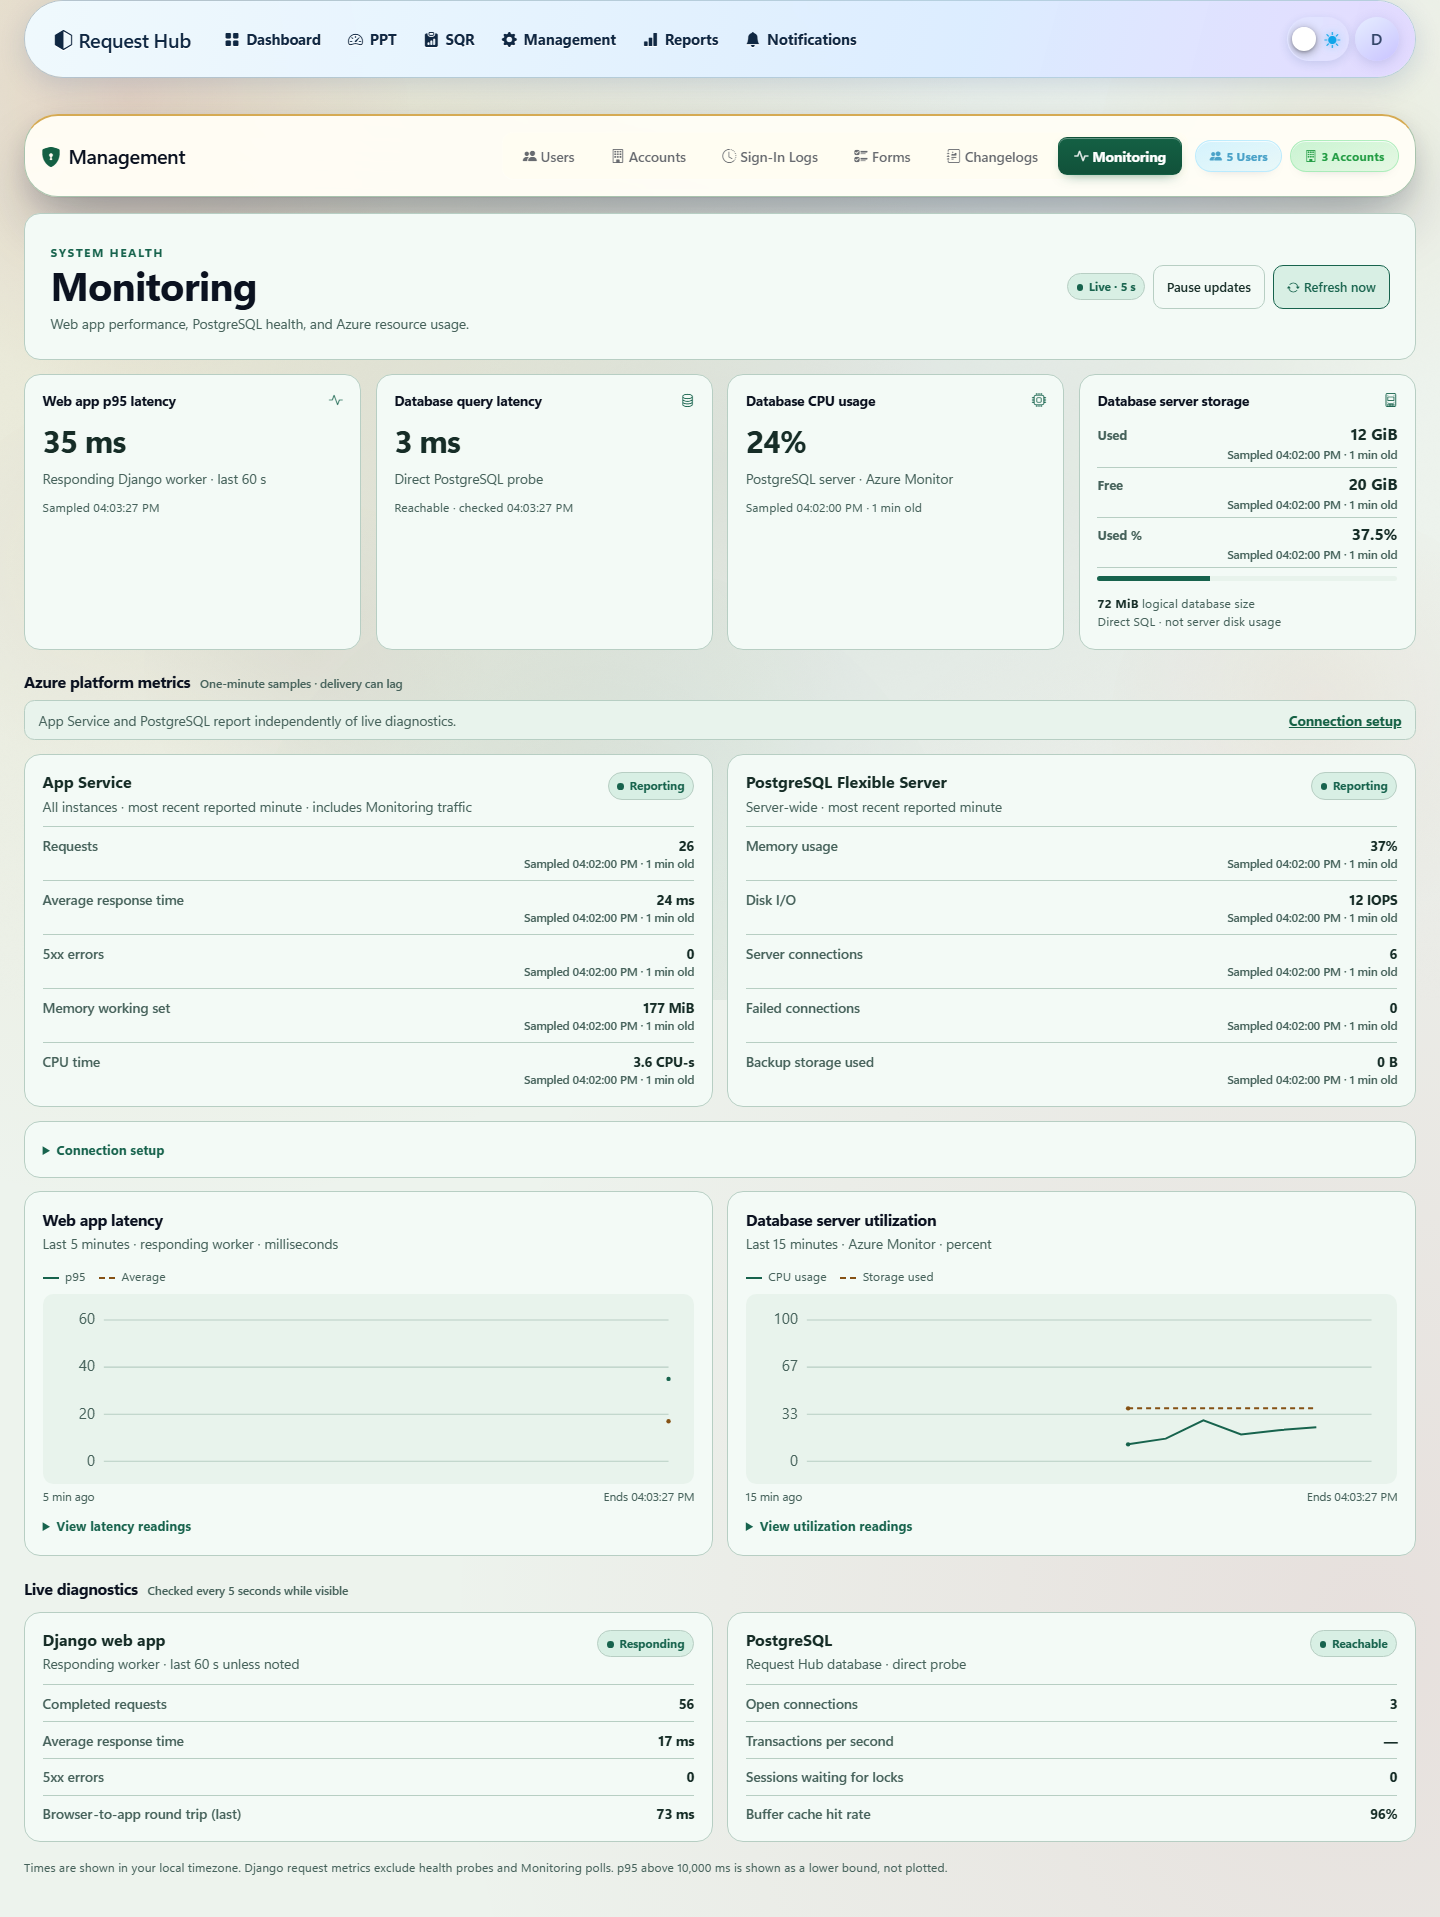 Request Hub
Dashboard
PPT
SQR
Management
Reports
Notifications
D
Management
Users
Accounts
Sign-In Logs
Forms
Changelogs
Monitoring
5 Users
3 Accounts
SYSTEM HEALTH
Monitoring
Web app performance, PostgreSQL health, and Azure resource usage.
Live · 5 s
Pause updates
Refresh now
Web app p95 latency
35 ms
Responding Django worker · last 60 s
Sampled 04:03:27 PM
Database query latency
3 ms
Direct PostgreSQL probe
Reachable · checked 04:03:27 PM
Database CPU usage
24%
PostgreSQL server · Azure Monitor
Sampled 04:02:00 PM · 1 min old
Database server storage
Used 12 GiB
Sampled 04:02:00 PM · 1 min old
Free 20 GiB
Sampled 04:02:00 PM · 1 min old
Used % 37.5%
Sampled 04:02:00 PM · 1 min old
72 MiB logical database size
Direct SQL · not server disk usage
Azure platform metrics One-minute samples · delivery can lag
App Service and PostgreSQL report independently of live diagnostics.
Connection setup
App Service
Reporting
All instances · most recent reported minute · includes Monitoring traffic
Requests 26
Sampled 04:02:00 PM · 1 min old
Average response time 24 ms
Sampled 04:02:00 PM · 1 min old
5xx errors 0
Sampled 04:02:00 PM · 1 min old
Memory working set 177 MiB
Sampled 04:02:00 PM · 1 min old
CPU time 3.6 CPU-s
Sampled 04:02:00 PM · 1 min old
PostgreSQL Flexible Server
Reporting
Server-wide · most recent reported minute
Memory usage 37%
Sampled 04:02:00 PM · 1 min old
Disk I/O 12 IOPS
Sampled 04:02:00 PM · 1 min old
Server connections 6
Sampled 04:02:00 PM · 1 min old
Failed connections 0
Sampled 04:02:00 PM · 1 min old
Backup storage used 0 B
Sampled 04:02:00 PM · 1 min old
Connection setup
Web app latency
Last 5 minutes · responding worker · milliseconds
p95 Average
60
40
20
0
5 min ago Ends 04:03:27 PM
View latency readings
Database server utilization
Last 15 minutes · Azure Monitor · percent
CPU usage Storage used
100
67
33
0
15 min ago Ends 04:03:27 PM
View utilization readings
Live diagnostics Checked every 5 seconds while visible
Django web app
Responding
Responding worker · last 60 s unless noted
Completed requests 56
Average response time 17 ms
5xx errors 0
Browser-to-app round trip (last) 73 ms
PostgreSQL
Reachable
Request Hub database · direct probe
Open connections 3
Transactions per second —
Sessions waiting for locks 0
Buffer cache hit rate 96%
Times are shown in your local timezone. Django request metrics exclude health probes and Monitoring polls. p95 above 10,000 ms is shown as a lower bound, not plotted.